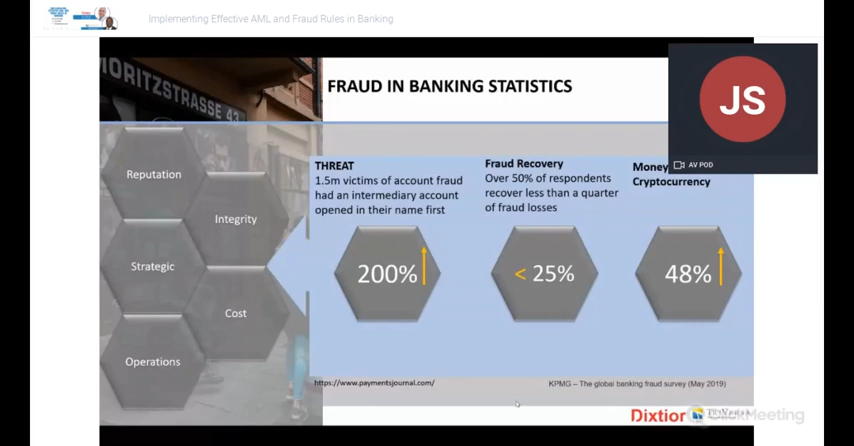 Implementing Effective AML and Fraud Rules in Banking
MORITZSTRASSE 43
FRAUD IN BANKING STATISTICS
JS
AV POD
Reputation
Integrity
Strategic
Cost
Operations
THREAT
1.5m victims of account fraud
had an intermediary account
opened in their name first
200%
Fraud Recovery
Over 50% of respondents
recover less than a quarter
of fraud losses
< 25%
Money
Cryptocurrency
48%
https://www.paymentsjournal.com/
KPMG – The global banking fraud survey (May 2019)
Dixtior
ClickMeeting